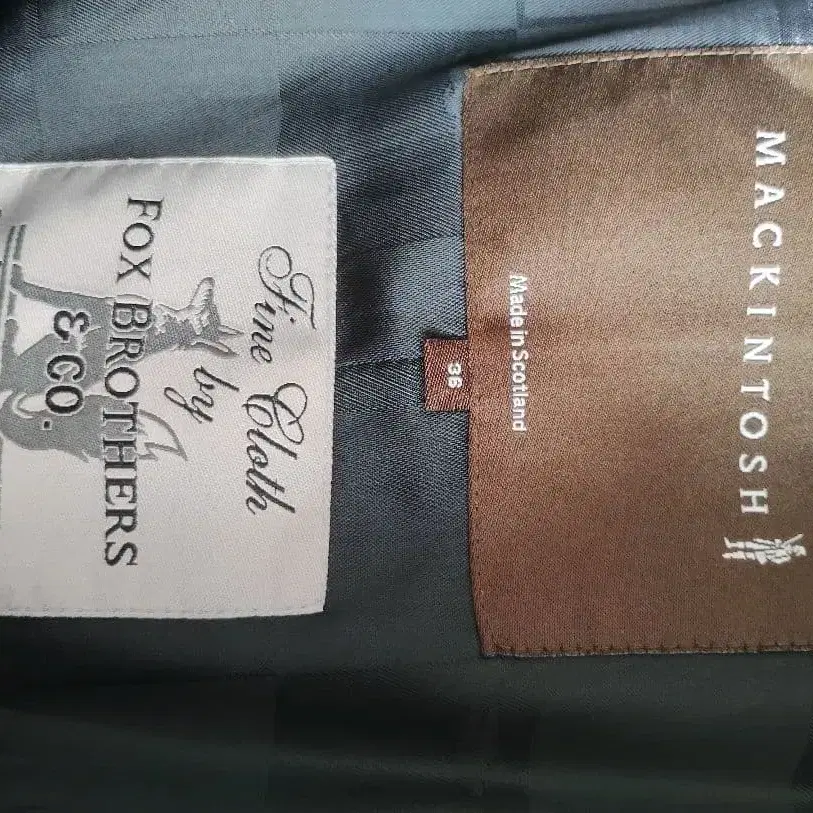 MACKINTOSH
Made in Scotland
36
Fine Cloth
by
FOX BROTHERS
& CO.